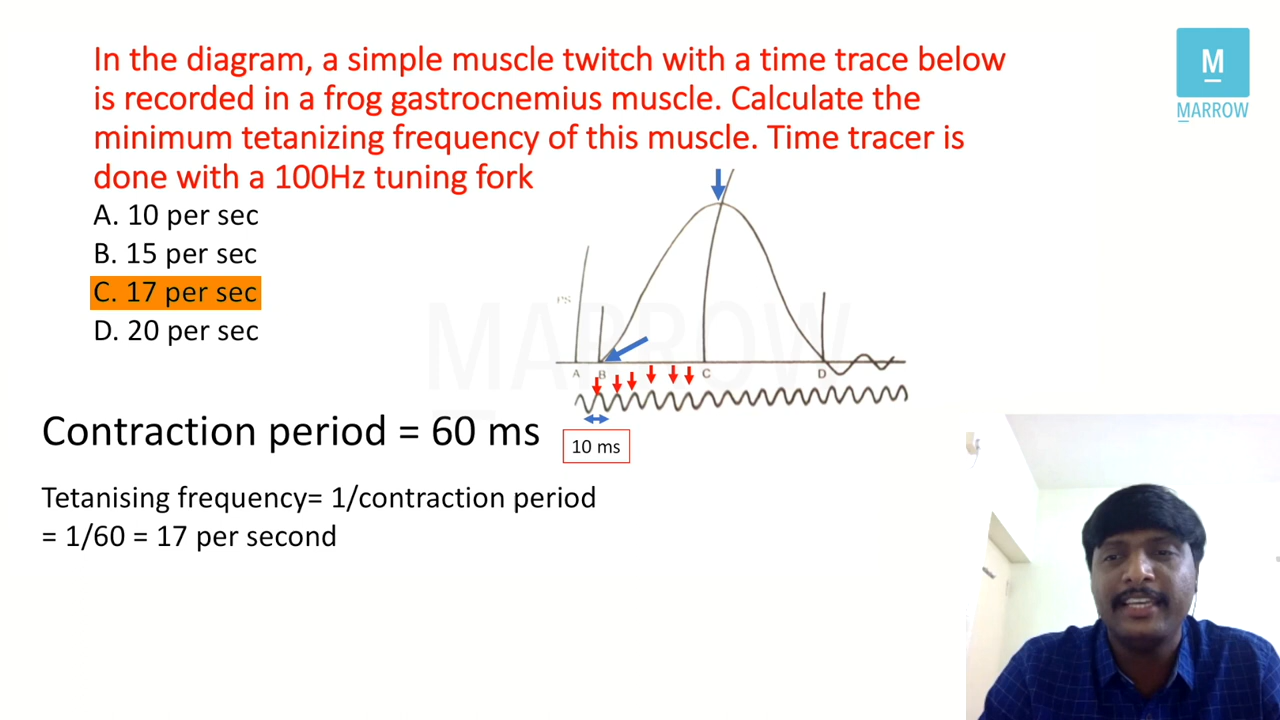 In the diagram, a simple muscle twitch with a time trace below
is recorded in a frog gastrocnemius muscle. Calculate the
minimum tetanizing frequency of this muscle. Time tracer is
done with a 100Hz tuning fork
M
MARROW
A. 10 per sec
B. 15 per sec
C. 17 per sec
D. 20 per sec
PS
MARROW
A B C D
10 ms
Contraction period = 60 ms
Tetanising frequency= 1/contraction period
= 1/60 = 17 per second